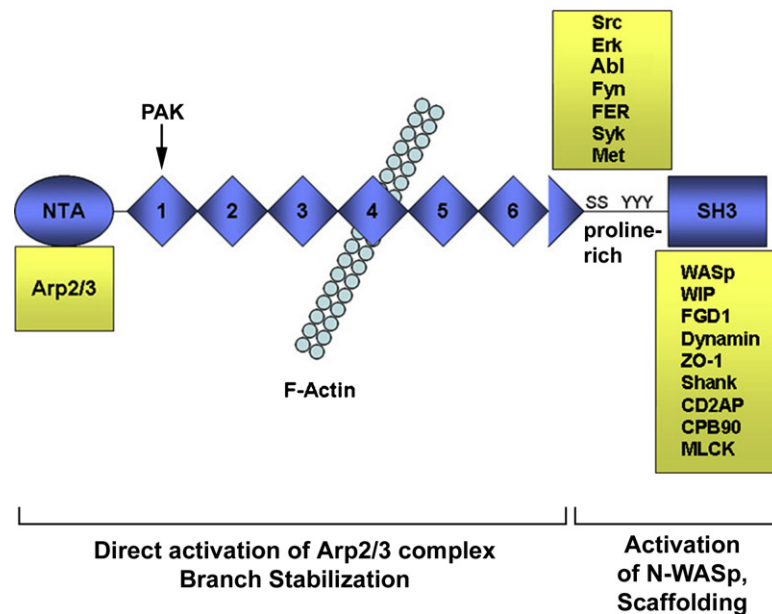 Src
Erk
Abl
Fyn
FER
Syk
Met
PAK
NTA
1
2
3
4
5
6
SS YYY
proline-
rich
SH3
Arp2/3
F-Actin
WASp
WIP
FGD1
Dynamin
ZO-1
Shank
CD2AP
CPB90
MLCK
Direct activation of Arp2/3 complex
Branch Stabilization
Activation
of N-WASp,
Scaffolding